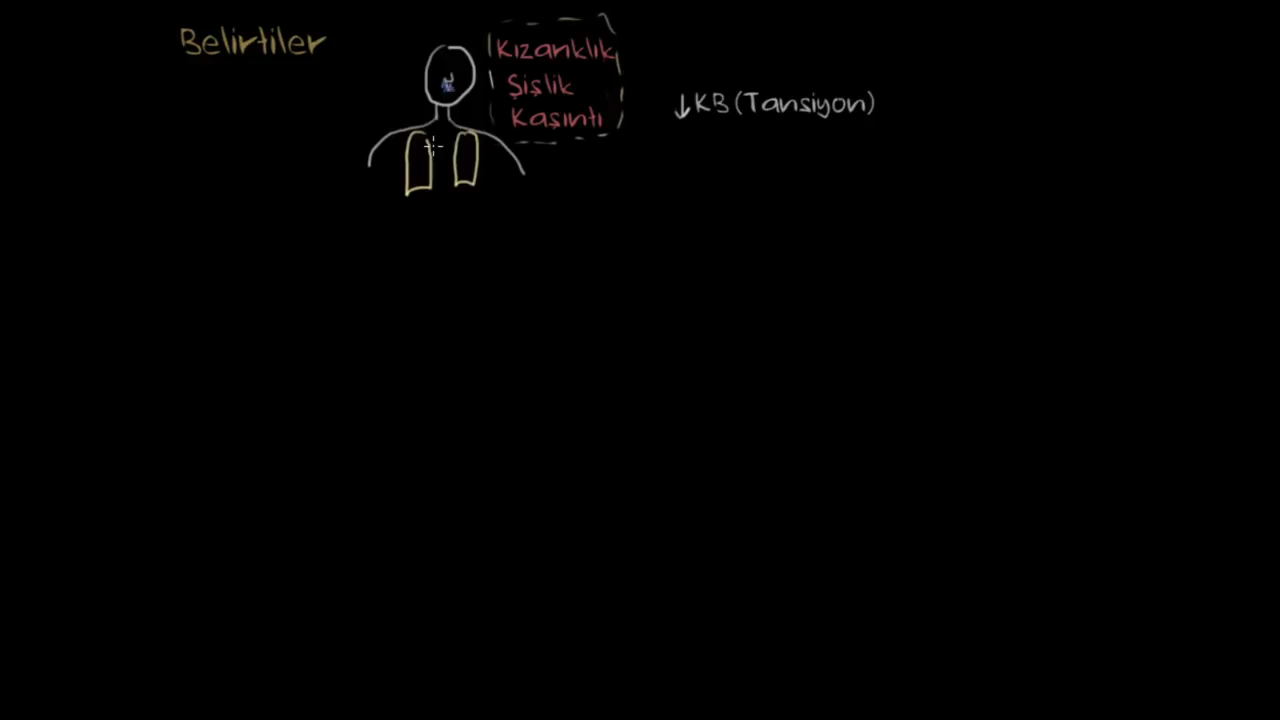 Belirtiler
Kızarıklık
Şişlik
Kaşıntı
↓KB (Tansiyon)